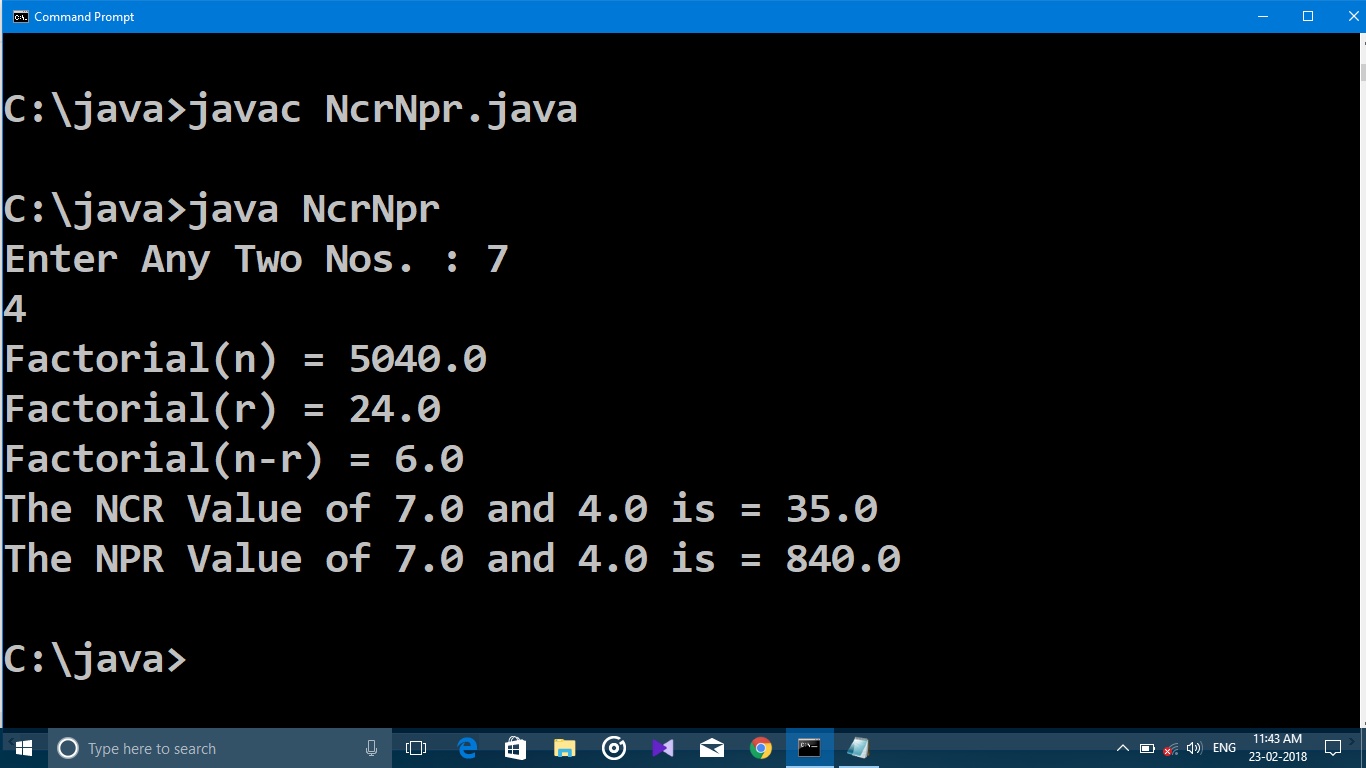 Command Prompt
C:\java>javac NcrNpr.java
C:\java>java NcrNpr
Enter Any Two Nos. : 7
4
Factorial(n) = 5040.0
Factorial(r) = 24.0
Factorial(n-r) = 6.0
The NCR Value of 7.0 and 4.0 is = 35.0
The NPR Value of 7.0 and 4.0 is = 840.0
C:\java>
Type here to search
ENG
11:43 AM
23-02-2018